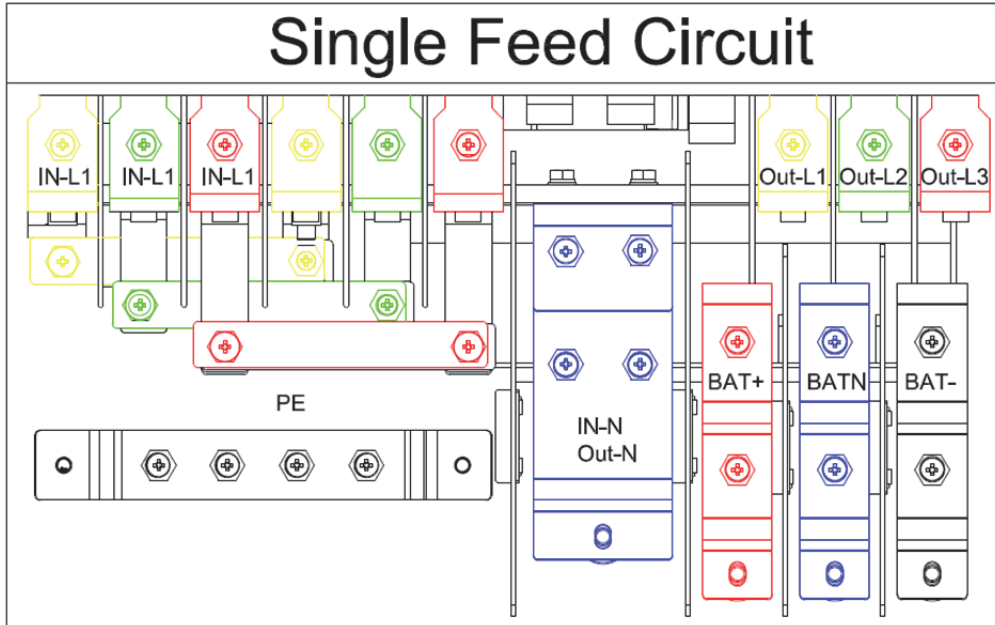 Single Feed Circuit
IN-L1 IN-L1 IN-L1 Out-L1 Out-L2 Out-L3
BAT+ BATN BAT-
PE
IN-N
Out-N